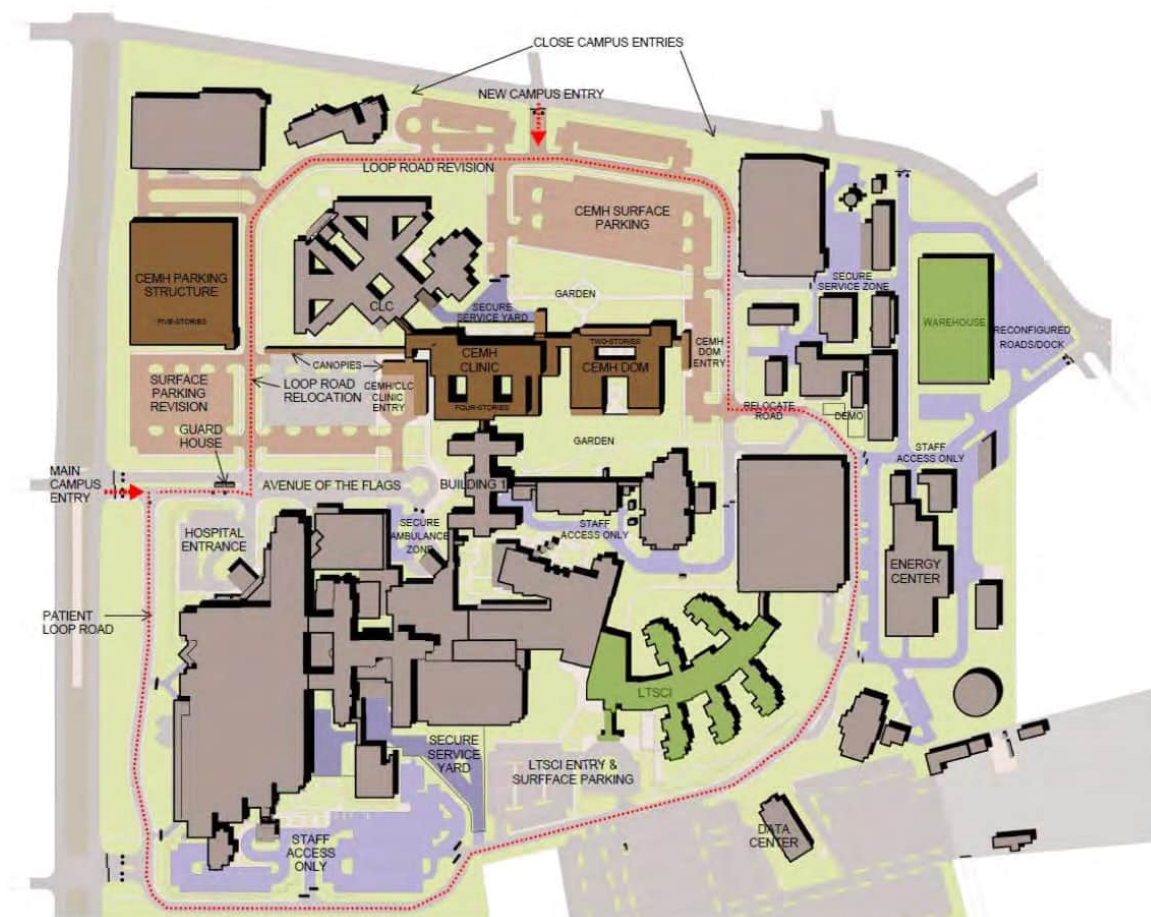 CLOSE CAMPUS ENTRIES
NEW CAMPUS ENTRY
LOOP ROAD REVISION
CEMH SURFACE
PARKING
CEMH PARKING
STRUCTURE
FIVE-STORIES
CLC
SECURE
SERVICE YARD
GARDEN
SECURE
SERVICE ZONE
WAREHOUSE
RECONFIGURED
ROADS/DOCK
CANOPIES
CEMH
CLINIC
FOUR-STORIES
TWO-STORIES
CEMH DOM
CEMH
DOM
ENTRY
SURFACE
PARKING
REVISION
LOOP ROAD
RELOCATION
CEMH/CLC
CLINIC
ENTRY
RELOCATE
ROAD
DEMO
GUARD
HOUSE
GARDEN
STAFF
ACCESS ONLY
MAIN
CAMPUS
ENTRY
AVENUE OF THE FLAGS
BUILDING 1
HOSPITAL
ENTRANCE
SECURE
AMBULANCE
ZONE
STAFF
ACCESS ONLY
ENERGY
CENTER
PATIENT
LOOP ROAD
LTSCI
SECURE
SERVICE
YARD
LTSCI ENTRY &
SURFFACE PARKING
STAFF
ACCESS
ONLY
DATA
CENTER